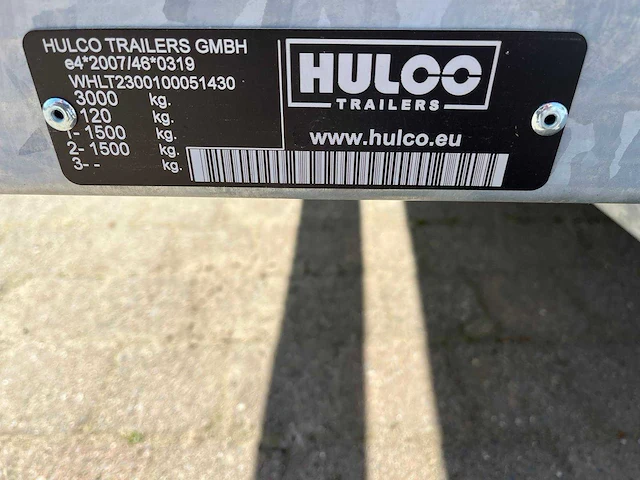 HULCO TRAILERS GMBH
e4*2007/46*0319
WHLT2300100051430
3000 kg.
120 kg.
1- 1500 kg.
2- 1500 kg.
3- - kg.
HULCO
TRAILERS
www.hulco.eu